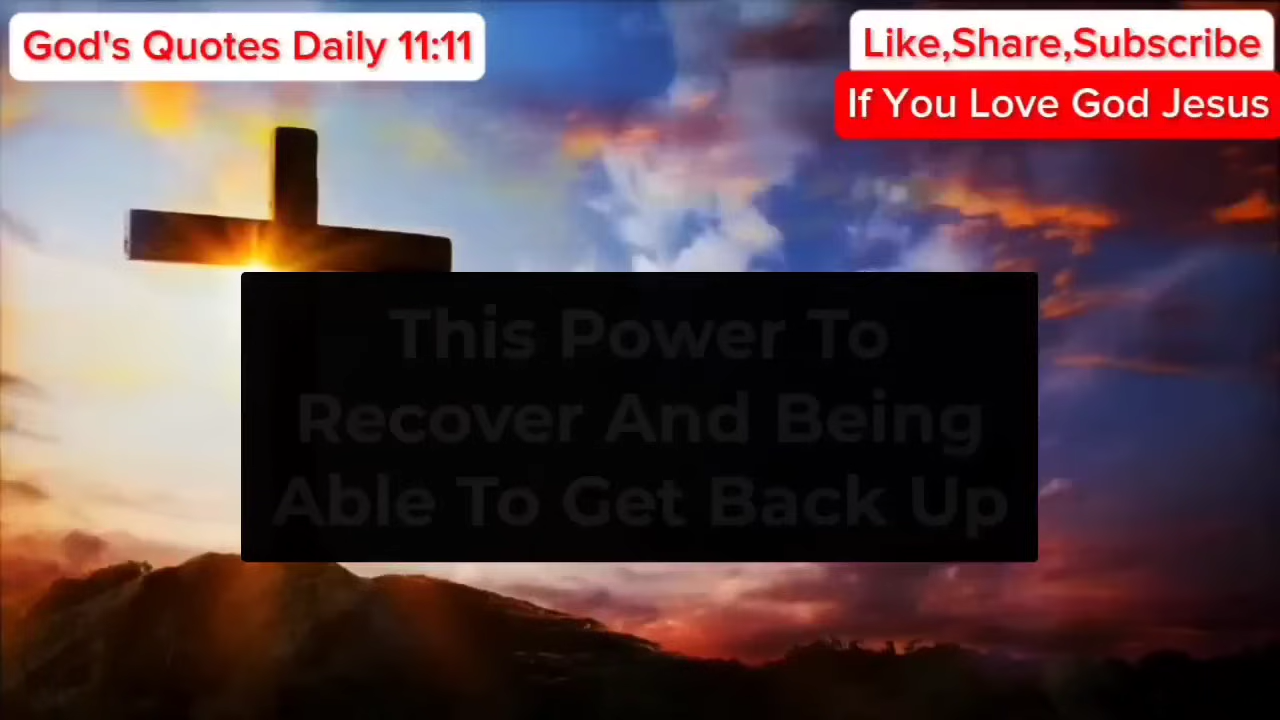 God's Quotes Daily 11:11
Like,Share,Subscribe
If You Love God Jesus
This Power To
Recover And Being
Able To Get Back Up